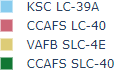 KSC LC-39A
CCAFS LC-40
VAFB SLC-4E
CCAFS SLC-40